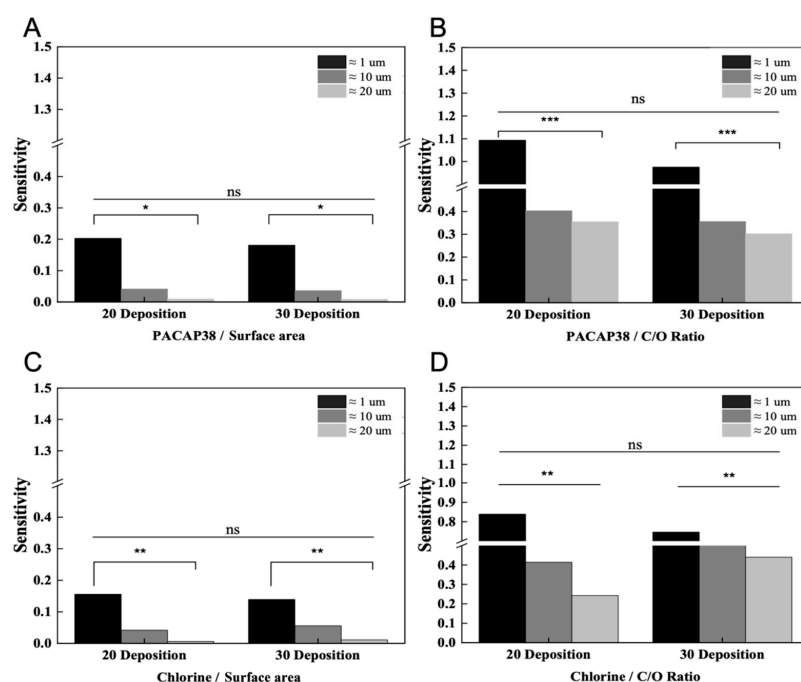 A
1.5
1.4
1.3
0.4
0.3
0.2
0.1
0.0
Sensitivity
≈ 1 um
≈ 10 um
≈ 20 um
ns
*
*
20 Deposition
30 Deposition
PACAP38 / Surface area
B
1.5
1.4
1.3
1.2
1.1
1.0
0.4
0.3
0.2
0.1
0.0
Sensitivity
≈ 1 um
≈ 10 um
≈ 20 um
ns
***
***
20 Deposition
30 Deposition
PACAP38 / C/O Ratio
C
1.5
1.4
1.3
0.4
0.3
0.2
0.1
0.0
Sensitivity
≈ 1 um
≈ 10 um
≈ 20 um
ns
**
**
20 Deposition
30 Deposition
Chlorine / Surface area
D
1.5
1.4
1.3
1.2
1.1
1.0
0.9
0.8
0.4
0.3
0.2
0.1
0.0
Sensitivity
≈ 1 um
≈ 10 um
≈ 20 um
ns
**
**
20 Deposition
30 Deposition
Chlorine / C/O Ratio